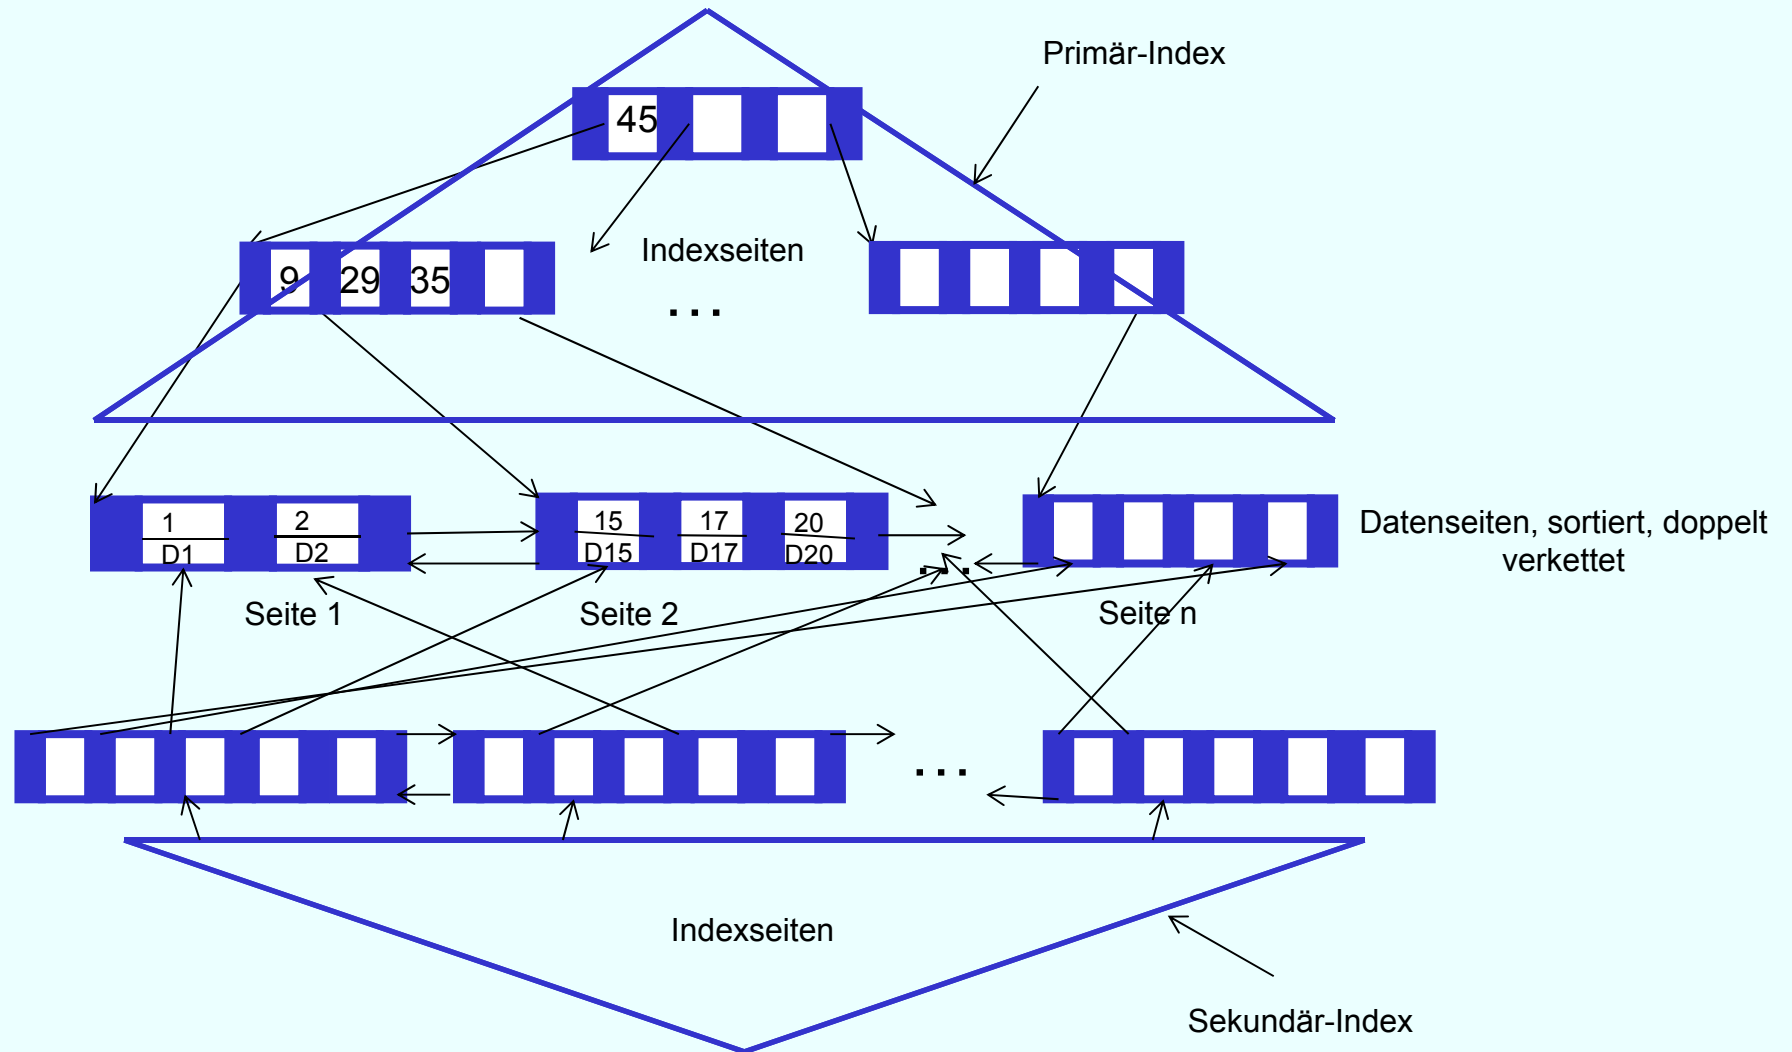 Primär-Index
45
Indexseiten
9 29 35
...
1 2 15 17 20
D1 D2 D15 D17 D20
...
Datenseiten, sortiert, doppelt
verkettet
Seite 1 Seite 2 Seite n
...
Indexseiten
Sekundär-Index